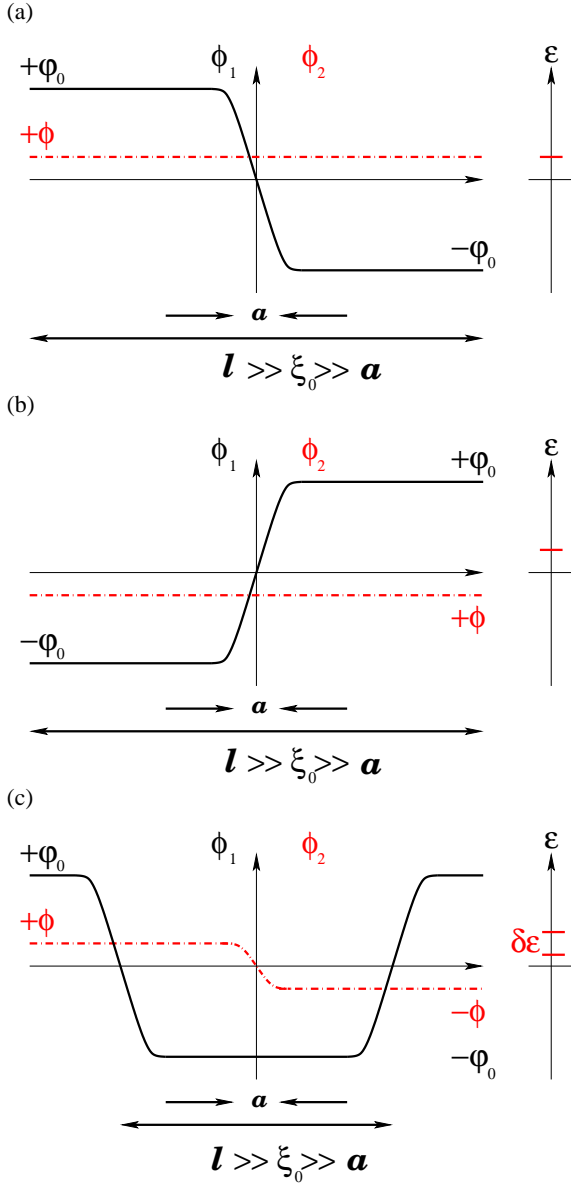 (a)
+φ₀ ϕ₁ ϕ₂ ε
+ϕ
−φ₀
a
l >> ξ₀ >> a
(b)
ϕ₁ ϕ₂ +φ₀ ε
−φ₀ +ϕ
a
l >> ξ₀ >> a
(c)
+φ₀ ϕ₁ ϕ₂ ε
+ϕ δε
−ϕ
−φ₀
a
l >> ξ₀ >> a